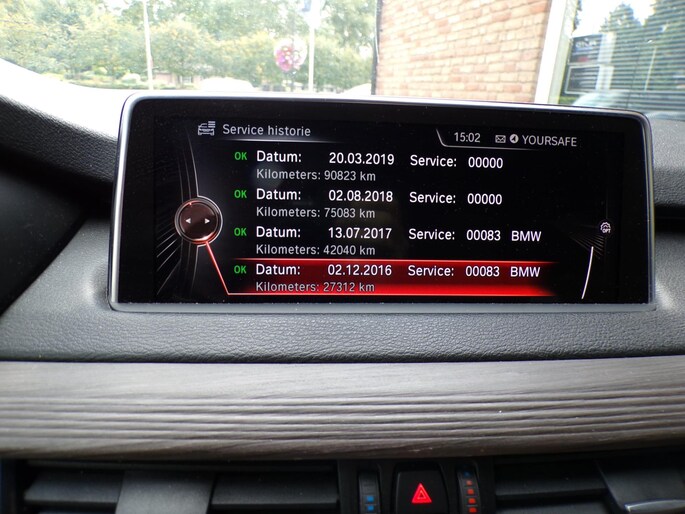 Service historie
15:02 YOURSAFE
OK Datum: 20.03.2019 Service: 00000
Kilometers: 90823 km
OK Datum: 02.08.2018 Service: 00000
Kilometers: 75083 km
OK Datum: 13.07.2017 Service: 00083 BMW
Kilometers: 42040 km
OK Datum: 02.12.2016 Service: 00083 BMW
Kilometers: 27312 km
OPT